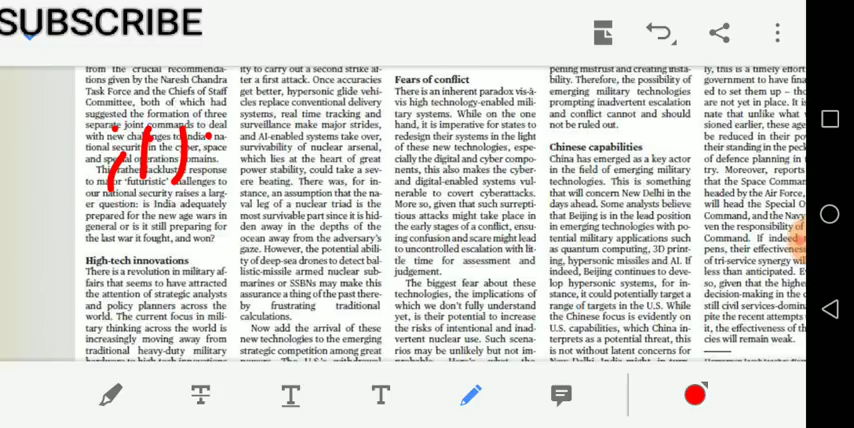 SUBSCRIBE
from the crucial recommenda-
tions given by the Naresh Chandra
Task Force and the Chiefs of Staff
Committee, both of which had
suggested the formation of three
separate joint commands to deal
with new challenges to India's na-
tional security in the cyber, space
and special operations domains.
This rather lacklustre response
to major 'futuristic' challenges to
our national security raises a larg-
er question: is India adequately
prepared for the new age wars in
general or is it still preparing for
the last war it fought, and won?
High-tech innovations
There is a revolution in military af-
fairs that seems to have attracted
the attention of strategic analysts
and policy planners across the
world. The current focus in mili-
tary thinking across the world is
increasingly moving away from
traditional heavy-duty military
hardware to high-tech innovations
ity to carry out a second strike af-
ter a first attack. Once accuracies
get better, hypersonic glide vehi-
cles replace conventional delivery
systems, real time tracking and
surveillance make major strides,
and AI-enabled systems take over,
survivability of nuclear arsenal,
which lies at the heart of great
power stability, could take a sev-
ere beating. There was, for in-
stance, an assumption that the na-
val leg of a nuclear triad is the
most survivable part since it is hid-
den away in the depths of the
ocean away from the adversary's
gaze. However, the potential abili-
ty of deep-sea drones to detect bal-
listic-missile armed nuclear sub-
marines or SSBNs may make this
assurance a thing of the past there-
by frustrating traditional
calculations.
Now add the arrival of these
new technologies to the emerging
strategic competition among great
powers. The U.S.'s withdrawal
Fears of conflict
There is an inherent paradox vis-à-
vis high technology-enabled mili-
tary systems. While on the one
hand, it is imperative for states to
redesign their systems in the light
of these new technologies, espe-
cially the digital and cyber compo-
nents, this also makes the cyber-
and digital-enabled systems vul-
nerable to covert cyberattacks.
More so, given that such surrepti-
tious attacks might take place in
the early stages of a conflict, ensu-
ing confusion and scare might lead
to uncontrolled escalation with lit-
tle time for assessment and
judgement.
The biggest fear about these
technologies, the implications of
which we don't fully understand
yet, is their potential to increase
the risks of intentional and inad-
vertent nuclear use. Such scena-
rios may be unlikely but not im-
probable. Here's what the
pening mistrust and creating insta-
bility. Therefore, the possibility of
emerging military technologies
prompting inadvertent escalation
and conflict cannot and should
not be ruled out.
Chinese capabilities
China has emerged as a key actor
in the field of emerging military
technologies. This is something
that will concern New Delhi in the
days ahead. Some analysts believe
that Beijing is in the lead position
in emerging technologies with po-
tential military applications such
as quantum computing, 3D print-
ing, hypersonic missiles and AI. If
indeed, Beijing continues to deve-
lop hypersonic systems, for in-
stance, it could potentially target a
range of targets in the U.S. While
the Chinese focus is evidently on
U.S. capabilities, which China in-
terprets as a potential threat, this
is not without latent concerns for
New Delhi. India might, in turn,
ly, this is a timely effort
government to have fina
ed to set them up – tho
are not yet in place. It is
nate that unlike what v
sioned earlier, these age
be reduced in their po
their standing in the peck
of defence planning in t
try. Moreover, reports
that the Space Comman
headed by the Air Force,
will head the Special O
Command, and the Navy
ven the responsibility of
Command. If indeed
pens, their effectiveness
of tri-service synergy will
less than anticipated. E
so, given that the highe
decision-making in the c
still civil services-domina
pite the recent attempts
it, the effectiveness of th
cies will remain weak.
T
T
T